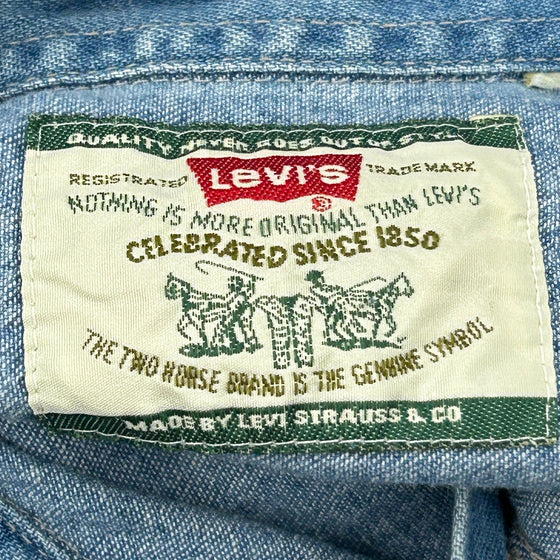 QUALITY NEVER GOES OUT OF STYLE
REGISTRATED LEVI'S TRADE MARK
®
NOTHING IS MORE ORIGINAL THAN LEVI'S
CELEBRATED SINCE 1850
THE TWO HORSE BRAND IS THE GENUINE SYMBOL
MADE BY LEVI STRAUSS & CO